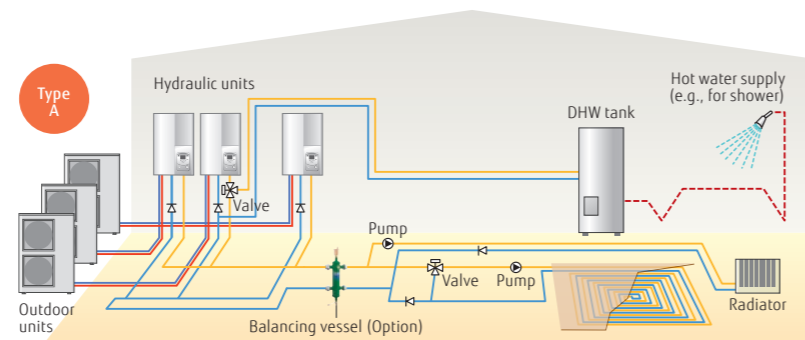 Type
A
Hydraulic units
Hot water supply
(e.g., for shower)
DHW tank
Valve
Pump
Valve
Pump
Outdoor
units
Balancing vessel (Option)
Radiator